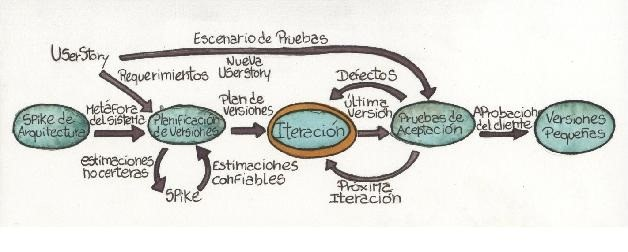 Escenario de Pruebas
USerStory
Requerimientos
Nueva
Userstory
Defectos
Spike de
Arquitectura
Metáfora
del sistema
Planificación
de Versiones
Plan de
Versiones
Iteración
Última
Versión
Pruebas de
Aceptación
Aprobación
del cliente
Versiones
Pequeñas
estimaciones
no certeras
Spike
Estimaciones
confiables
Próxima
Iteración